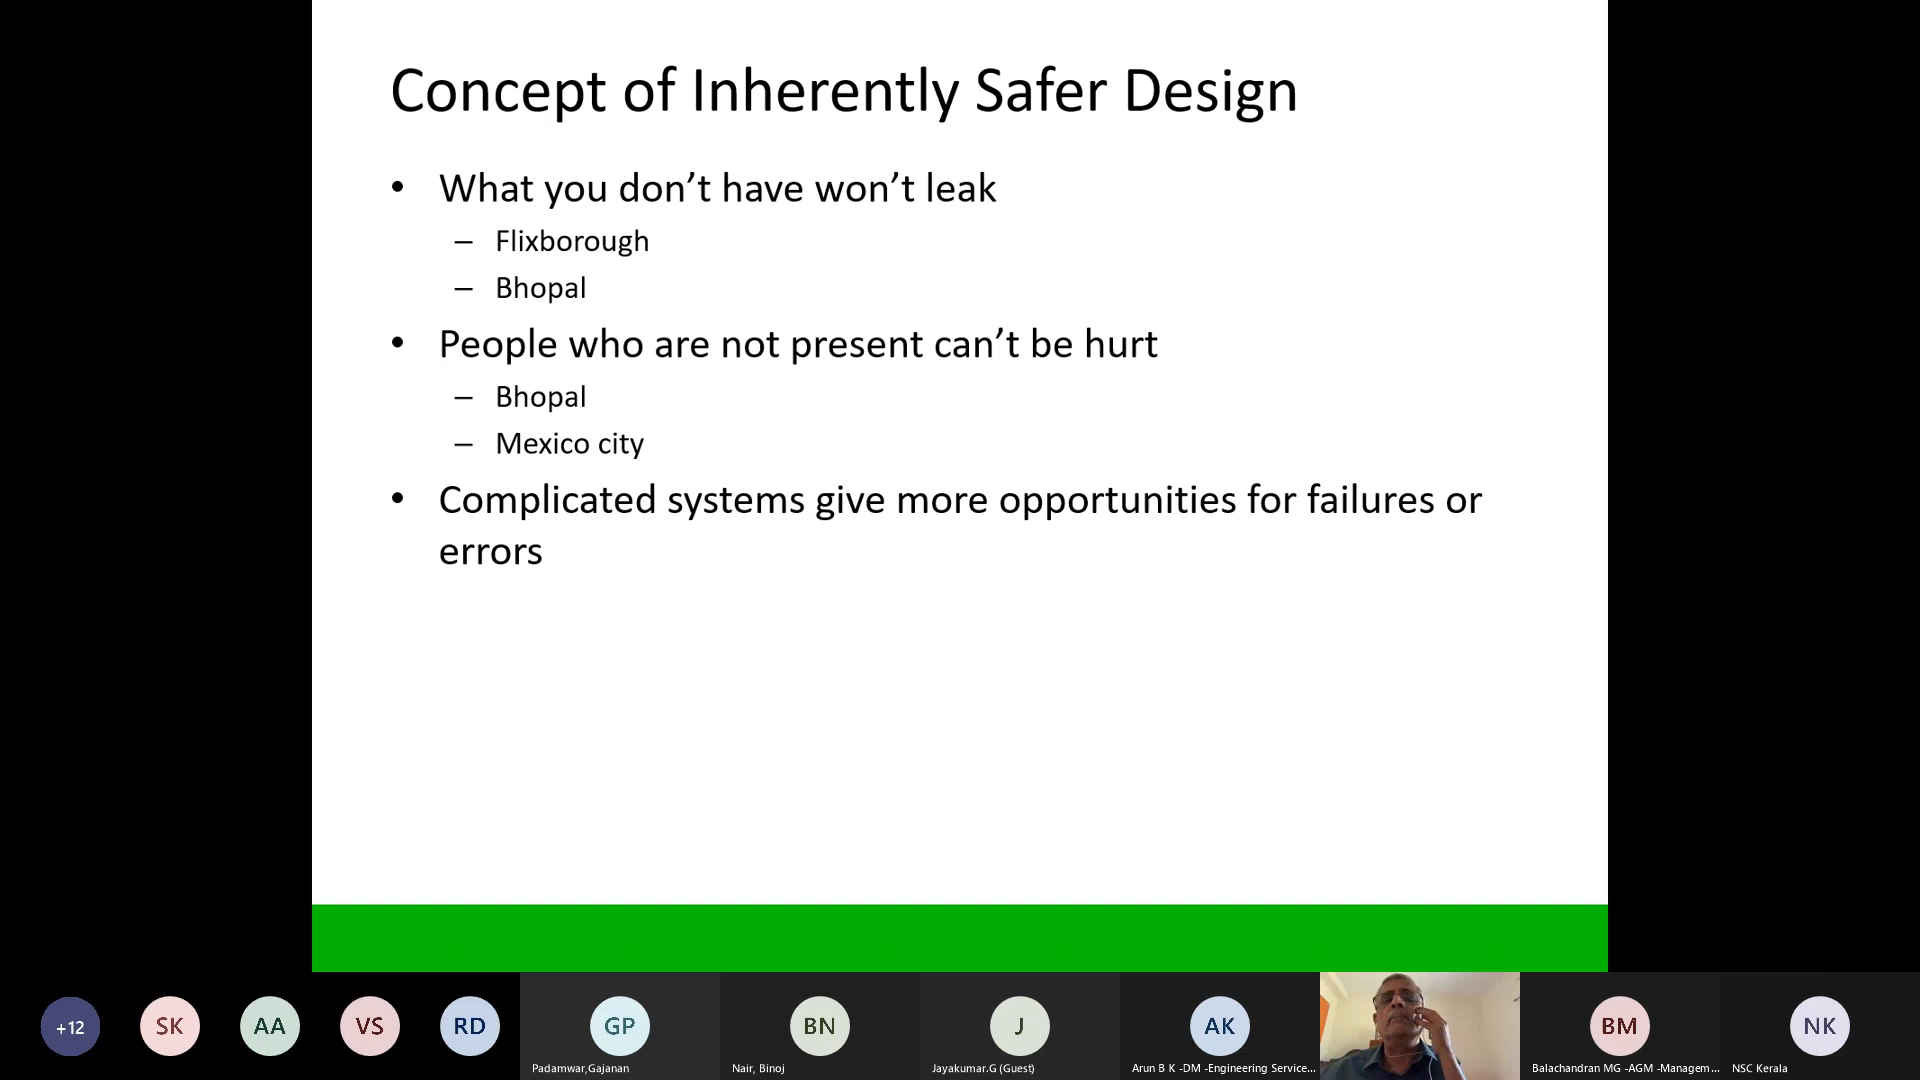 Concept of Inherently Safer Design
• What you don’t have won’t leak
– Flixborough
– Bhopal
• People who are not present can’t be hurt
– Bhopal
– Mexico city
• Complicated systems give more opportunities for failures or
errors
+12
SK
AA
VS
RD
GP
BN
J
AK
BM
NK
Padamwar,Gajanan
Nair, Binoj
Jayakumar.G (Guest)
Arun B K -DM -Engineering Service...
Balachandran MG -AGM -Managem...
NSC Kerala